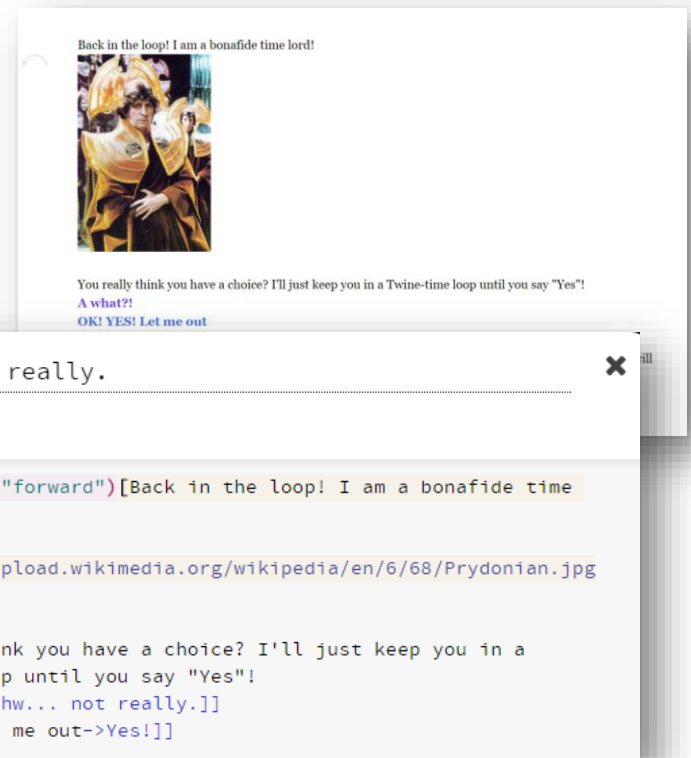 Back in the loop! I am a bonafide time lord!
You really think you have a choice? I'll just keep you in a Twine-time loop until you say "Yes"!
A what?!
OK! YES! Let me out
ill
really.
"forward")[Back in the loop! I am a bonafide time
pload.wikimedia.org/wikipedia/en/6/68/Prydonian.jpg
nk you have a choice? I'll just keep you in a
p until you say "Yes"!
hw... not really.]]
me out->Yes!]]